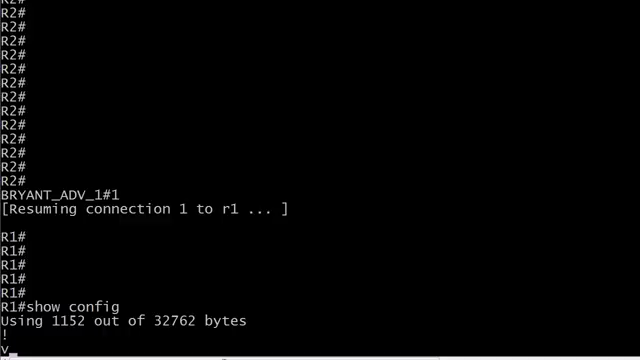 R2#
R2#
R2#
R2#
R2#
R2#
R2#
R2#
R2#
R2#
R2#
R2#
R2#
R2#
BRYANT_ADV_1#1
[Resuming connection 1 to r1 ... ]
R1#
R1#
R1#
R1#
R1#
R1#show config
Using 1152 out of 32762 bytes
!
v